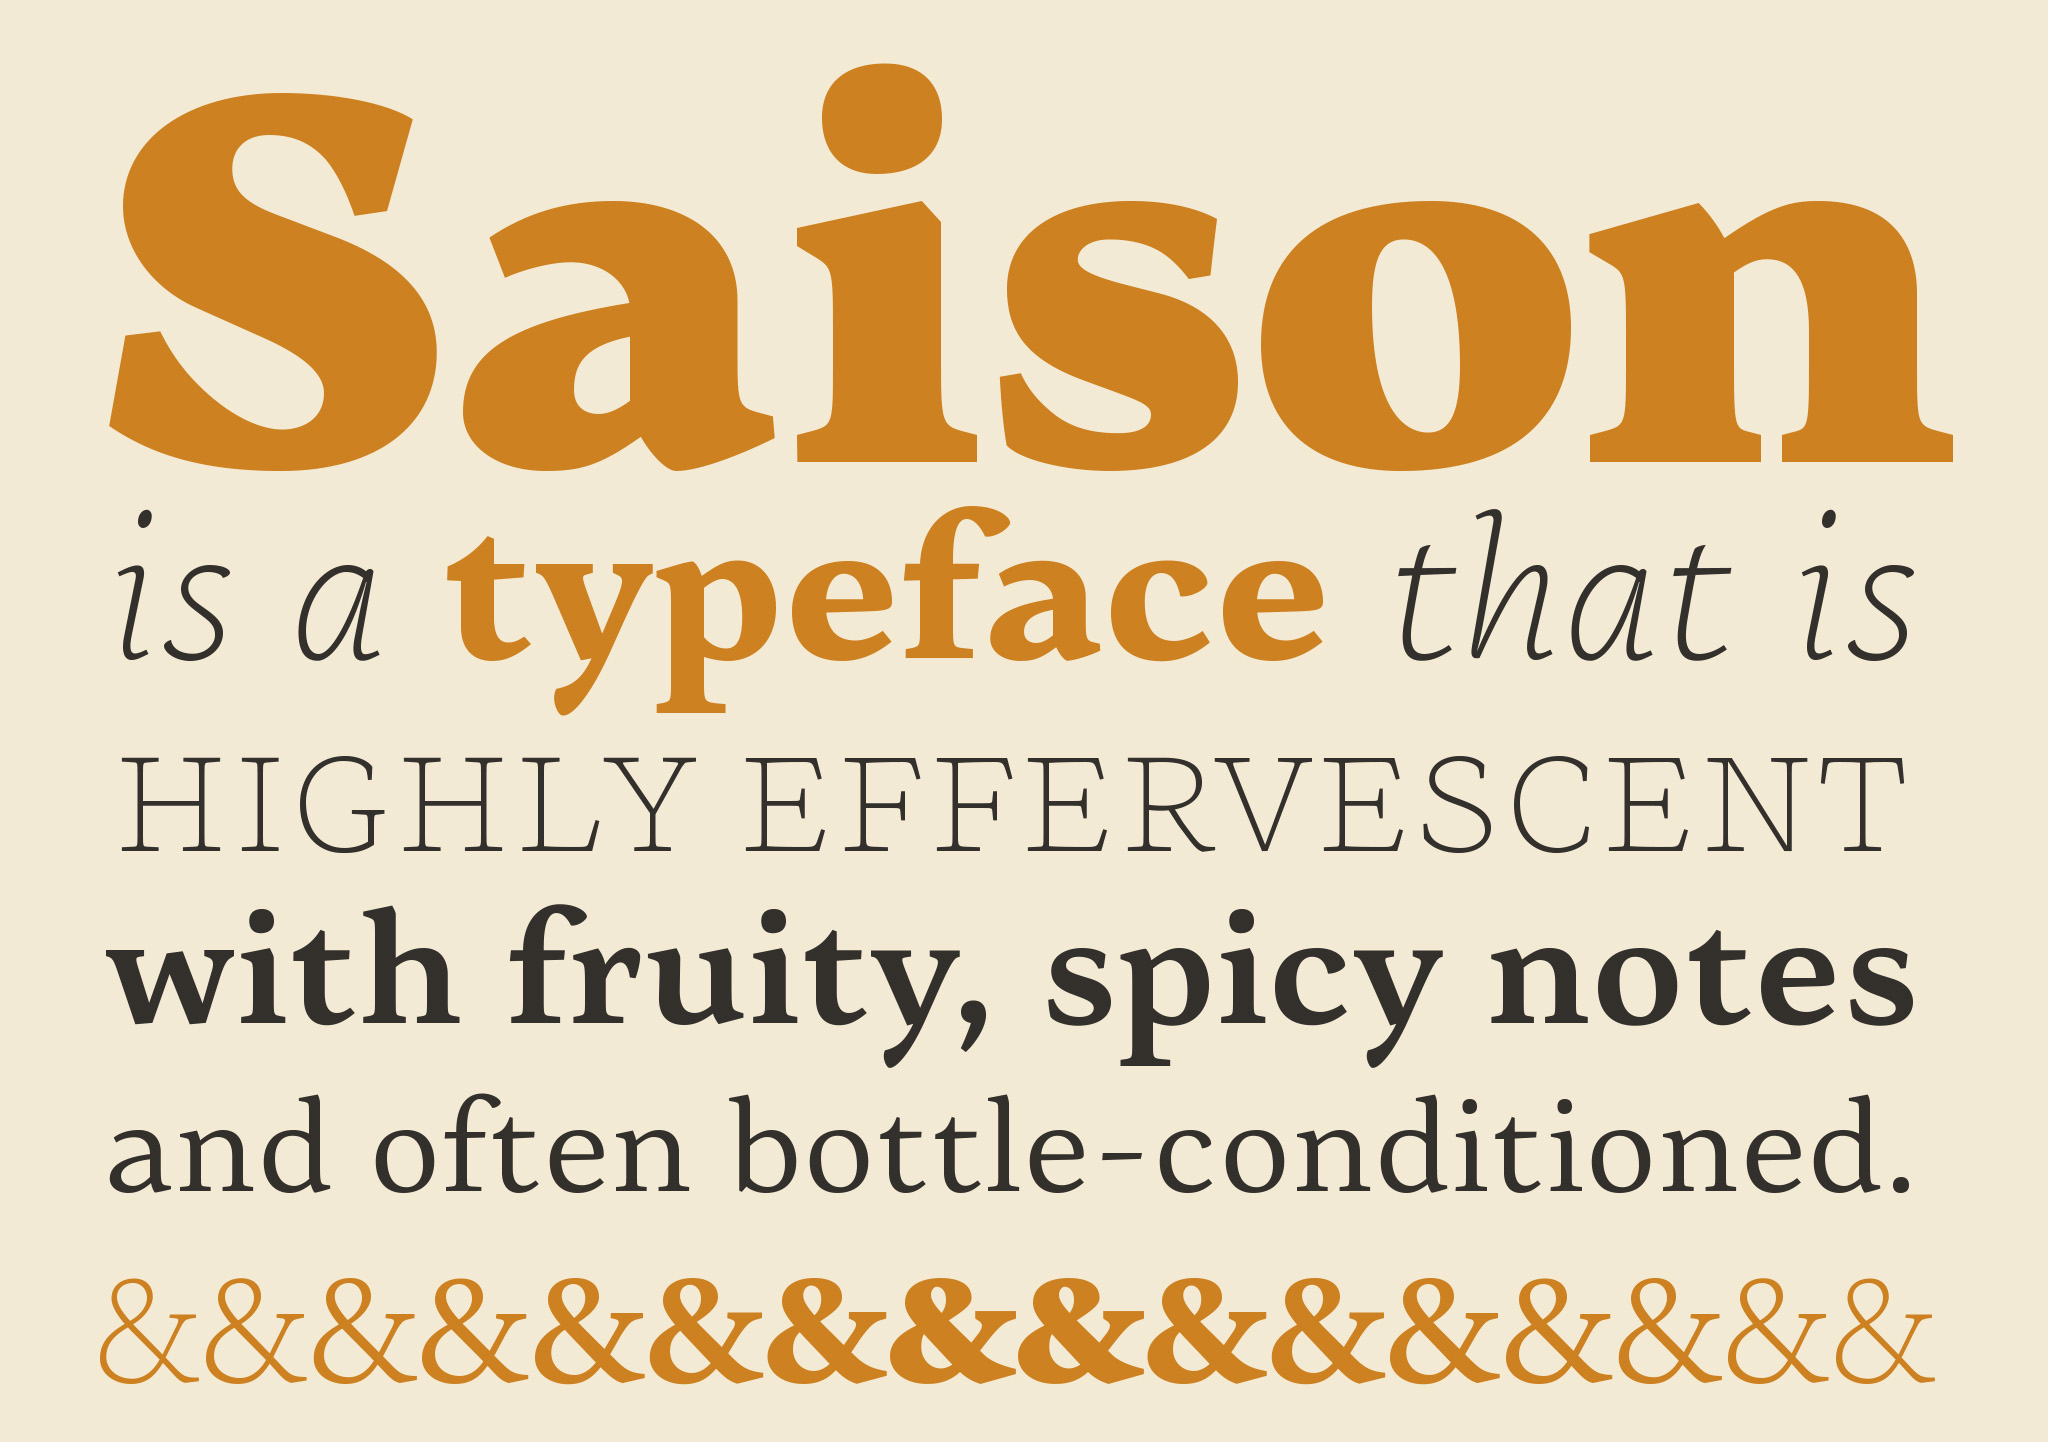 Saison
is a typeface that is
HIGHLY EFFERVESCENT
with fruity, spicy notes
and often bottle-conditioned.
&&&&&&&&&&&&&&&&